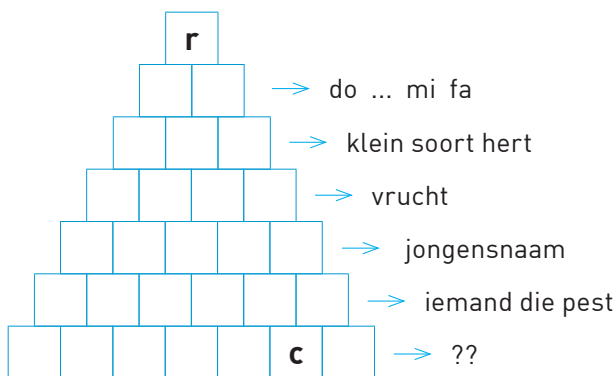 r
do ... mi fa
klein soort hert
vrucht
jongensnaam
iemand die pest
c ??